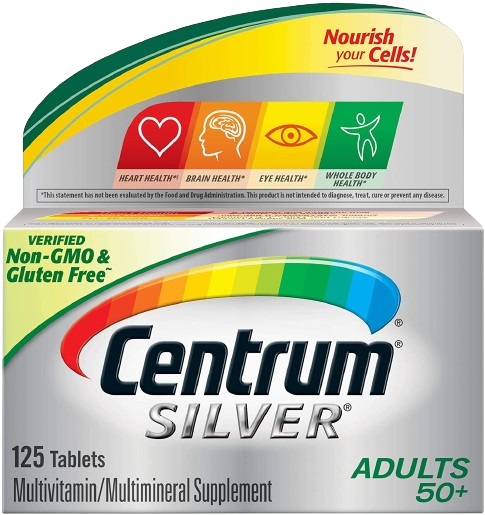 Nourish
your Cells!
HEART HEALTH*‡
BRAIN HEALTH*
EYE HEALTH*
WHOLE BODY
HEALTH*
*This statement has not been evaluated by the Food and Drug Administration. This product is not intended to diagnose, treat, cure or prevent any disease.
VERIFIED
Non-GMO &
Gluten Free~
®
Centrum®
SILVER®
125 Tablets
Multivitamin/Multimineral Supplement
ADULTS
50+